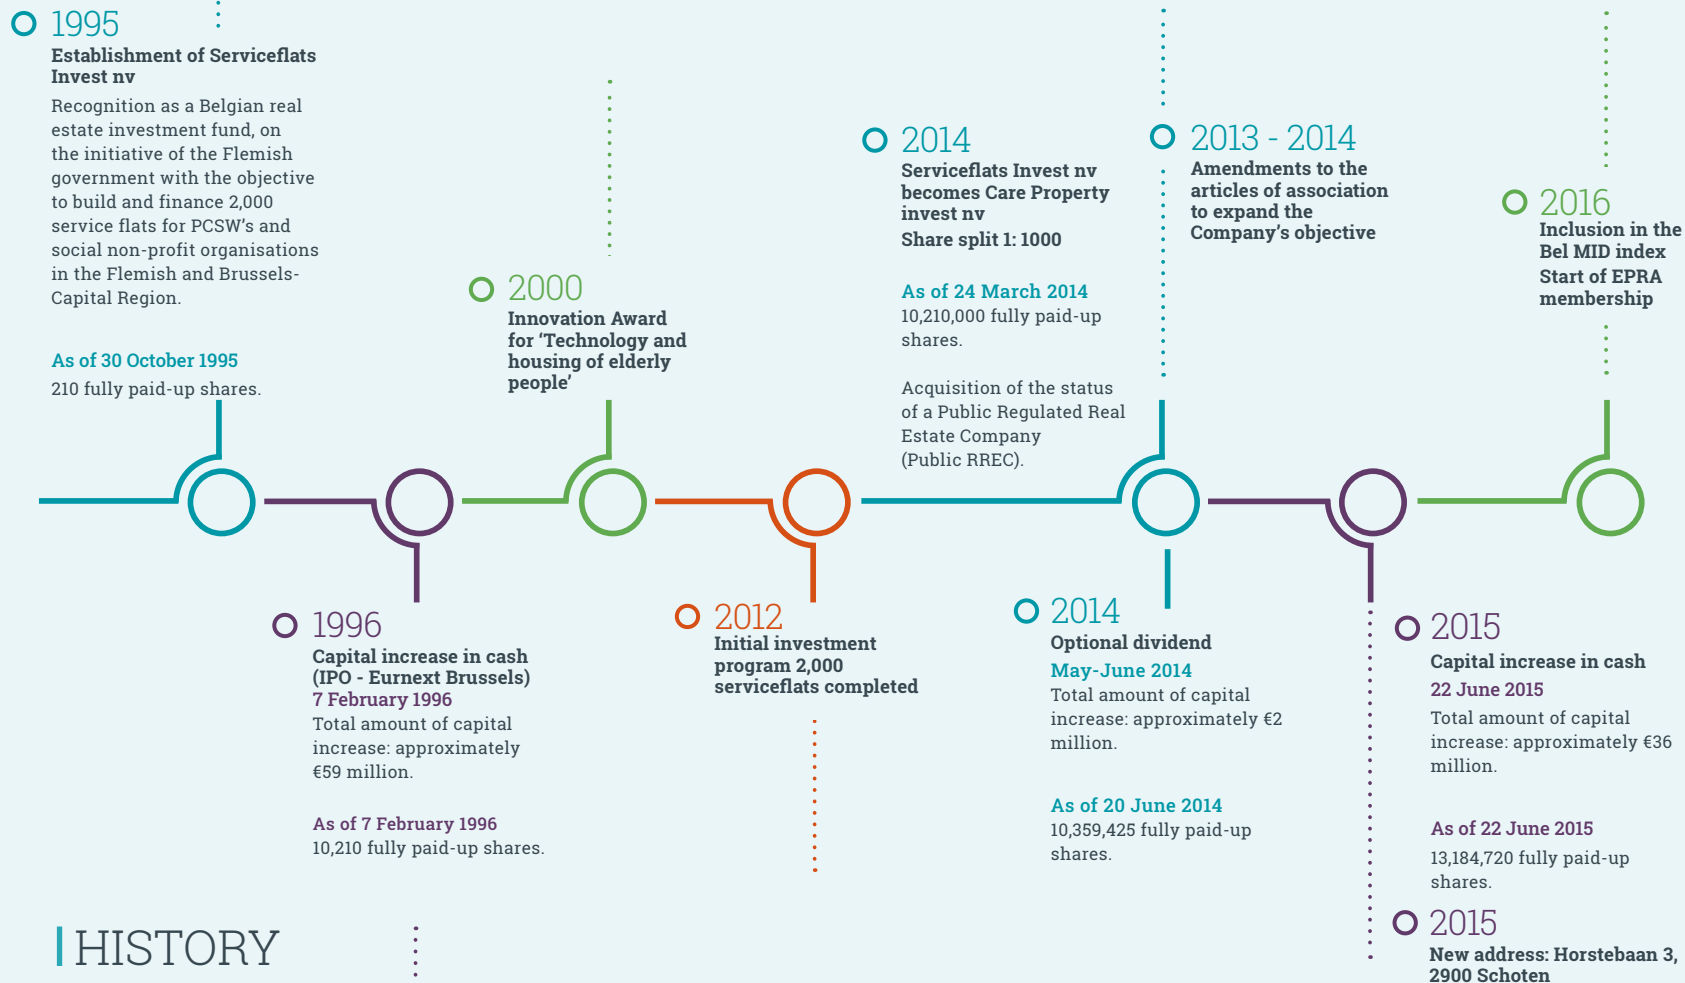 1995
Establishment of Serviceflats
Invest nv
Recognition as a Belgian real
estate investment fund, on
the initiative of the Flemish
government with the objective
to build and finance 2,000
service flats for PCSW's and
social non-profit organisations
in the Flemish and Brussels-
Capital Region.
As of 30 October 1995
210 fully paid-up shares.
1996
Capital increase in cash
(IPO - Eurnext Brussels)
7 February 1996
Total amount of capital
increase: approximately
€59 million.
As of 7 February 1996
10,210 fully paid-up shares.
2000
Innovation Award
for ‘Technology and
housing of elderly
people’
2012
Initial investment
program 2,000
serviceflats completed
2014
Serviceflats Invest nv
becomes Care Property
invest nv
Share split 1: 1000
As of 24 March 2014
10,210,000 fully paid-up
shares.
Acquisition of the status
of a Public Regulated Real
Estate Company
(Public RREC).
2013 - 2014
Amendments to the
articles of association
to expand the
Company's objective
2014
Optional dividend
May-June 2014
Total amount of capital
increase: approximately €2
million.
As of 20 June 2014
10,359,425 fully paid-up
shares.
2015
Capital increase in cash
22 June 2015
Total amount of capital
increase: approximately €36
million.
As of 22 June 2015
13,184,720 fully paid-up
shares.
2015
New address: Horstebaan 3,
2900 Schoten
2016
Inclusion in the
Bel MID index
Start of EPRA
membership
HISTORY